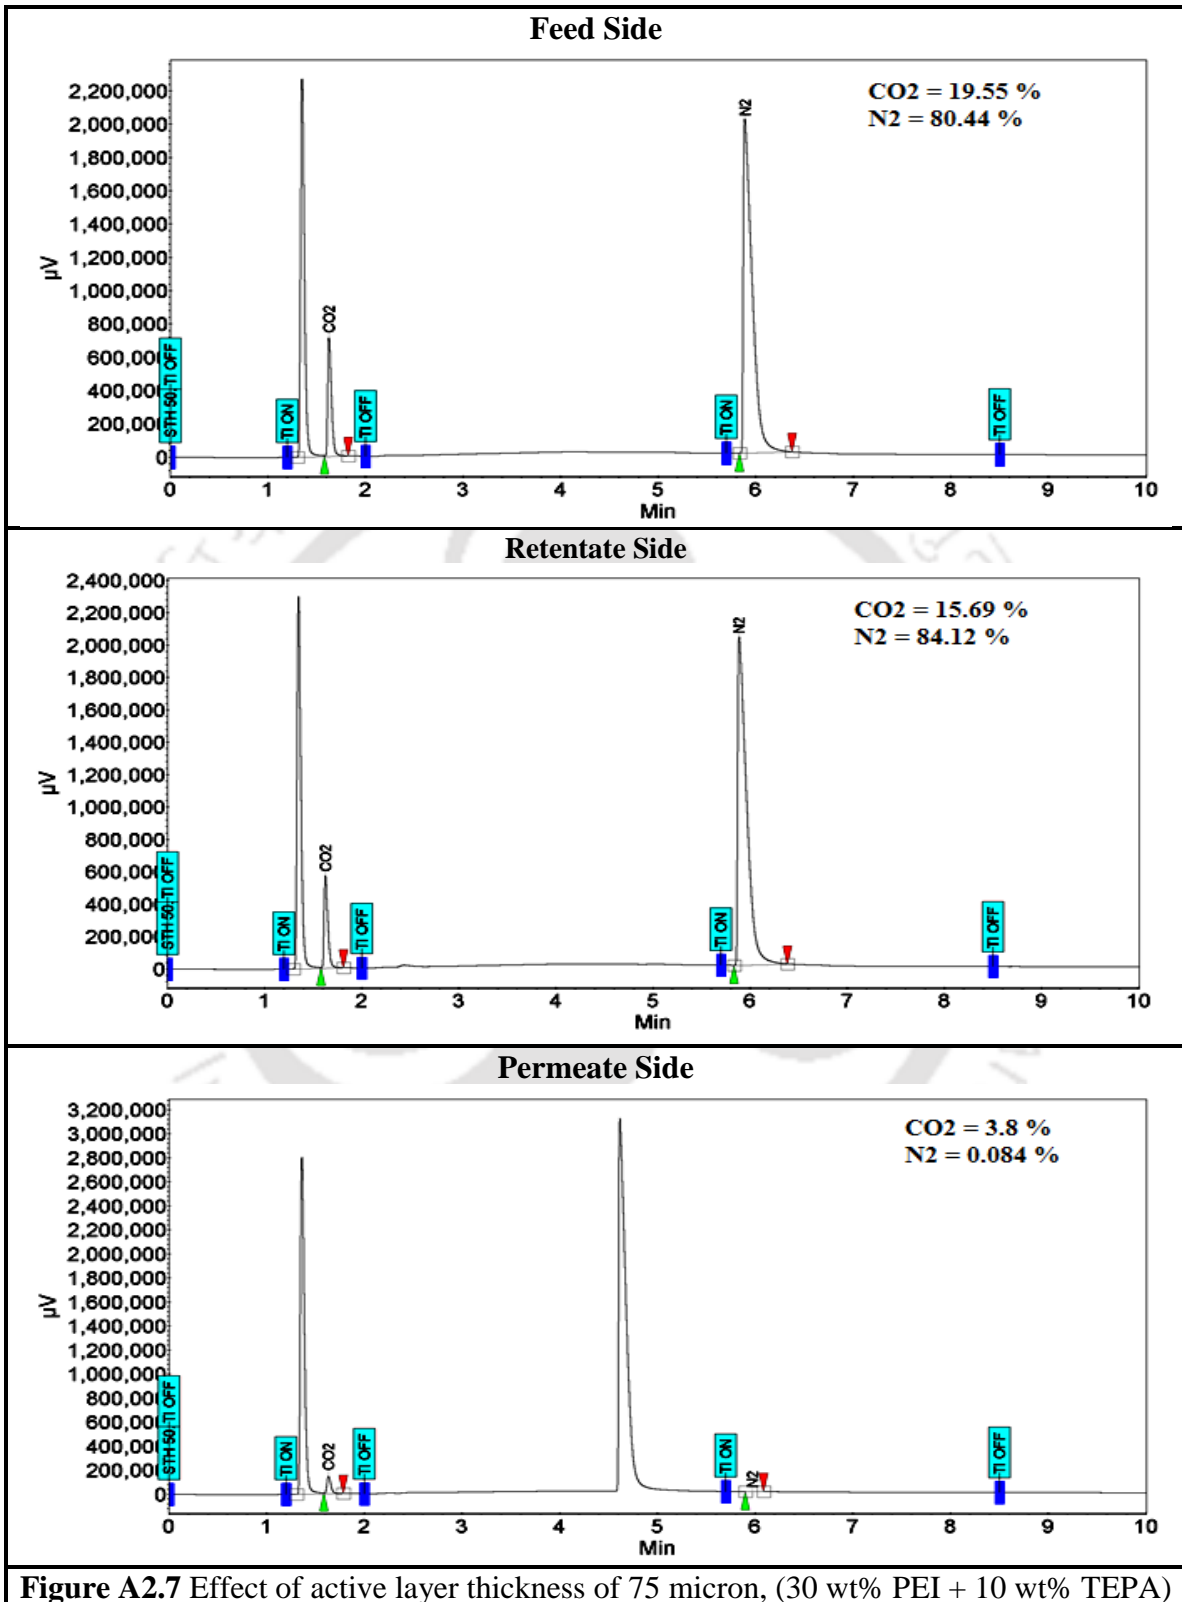 Feed Side
CO2 = 19.55 %
N2 = 80.44 %
2,200,000
2,000,000
1,800,000
1,600,000
1,400,000
1,200,000
1,000,000
800,000
600,000
400,000
200,000
0
µV
STH 50,-TI OFF
-TI ON
CO2
-TI OFF
-TI ON
N2
-TI OFF
0 1 2 3 4 5 6 7 8 9 10
Min
Retentate Side
CO2 = 15.69 %
N2 = 84.12 %
2,400,000
2,200,000
2,000,000
1,800,000
1,600,000
1,400,000
1,200,000
1,000,000
800,000
600,000
400,000
200,000
0
µV
STH 50,-TI OFF
-TI ON
CO2
-TI OFF
-TI ON
N2
-TI OFF
0 1 2 3 4 5 6 7 8 9 10
Min
Permeate Side
CO2 = 3.8 %
N2 = 0.084 %
3,200,000
3,000,000
2,800,000
2,600,000
2,400,000
2,200,000
2,000,000
1,800,000
1,600,000
1,400,000
1,200,000
1,000,000
800,000
600,000
400,000
200,000
0
µV
STH 50,-TI OFF
-TI ON
CO2
-TI OFF
-TI ON
N2
-TI OFF
0 1 2 3 4 5 6 7 8 9 10
Min
Figure A2.7 Effect of active layer thickness of 75 micron, (30 wt% PEI + 10 wt% TEPA)